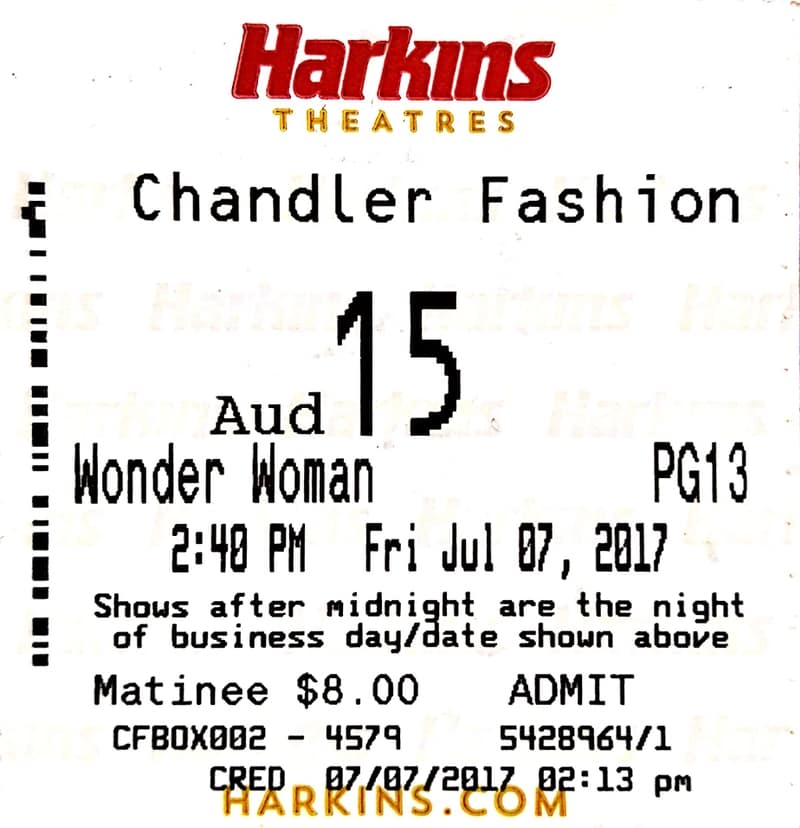 Harkins
THEATRES
Chandler Fashion
Aud 15
Wonder Woman PG13
2:40 PM Fri Jul 07, 2017
Shows after midnight are the night
of business day/date shown above
Matinee $8.00 ADMIT
CFBOX002 - 4579 5428964/1
CRED 07/07/2017 02:13 pm
HARKINS.COM